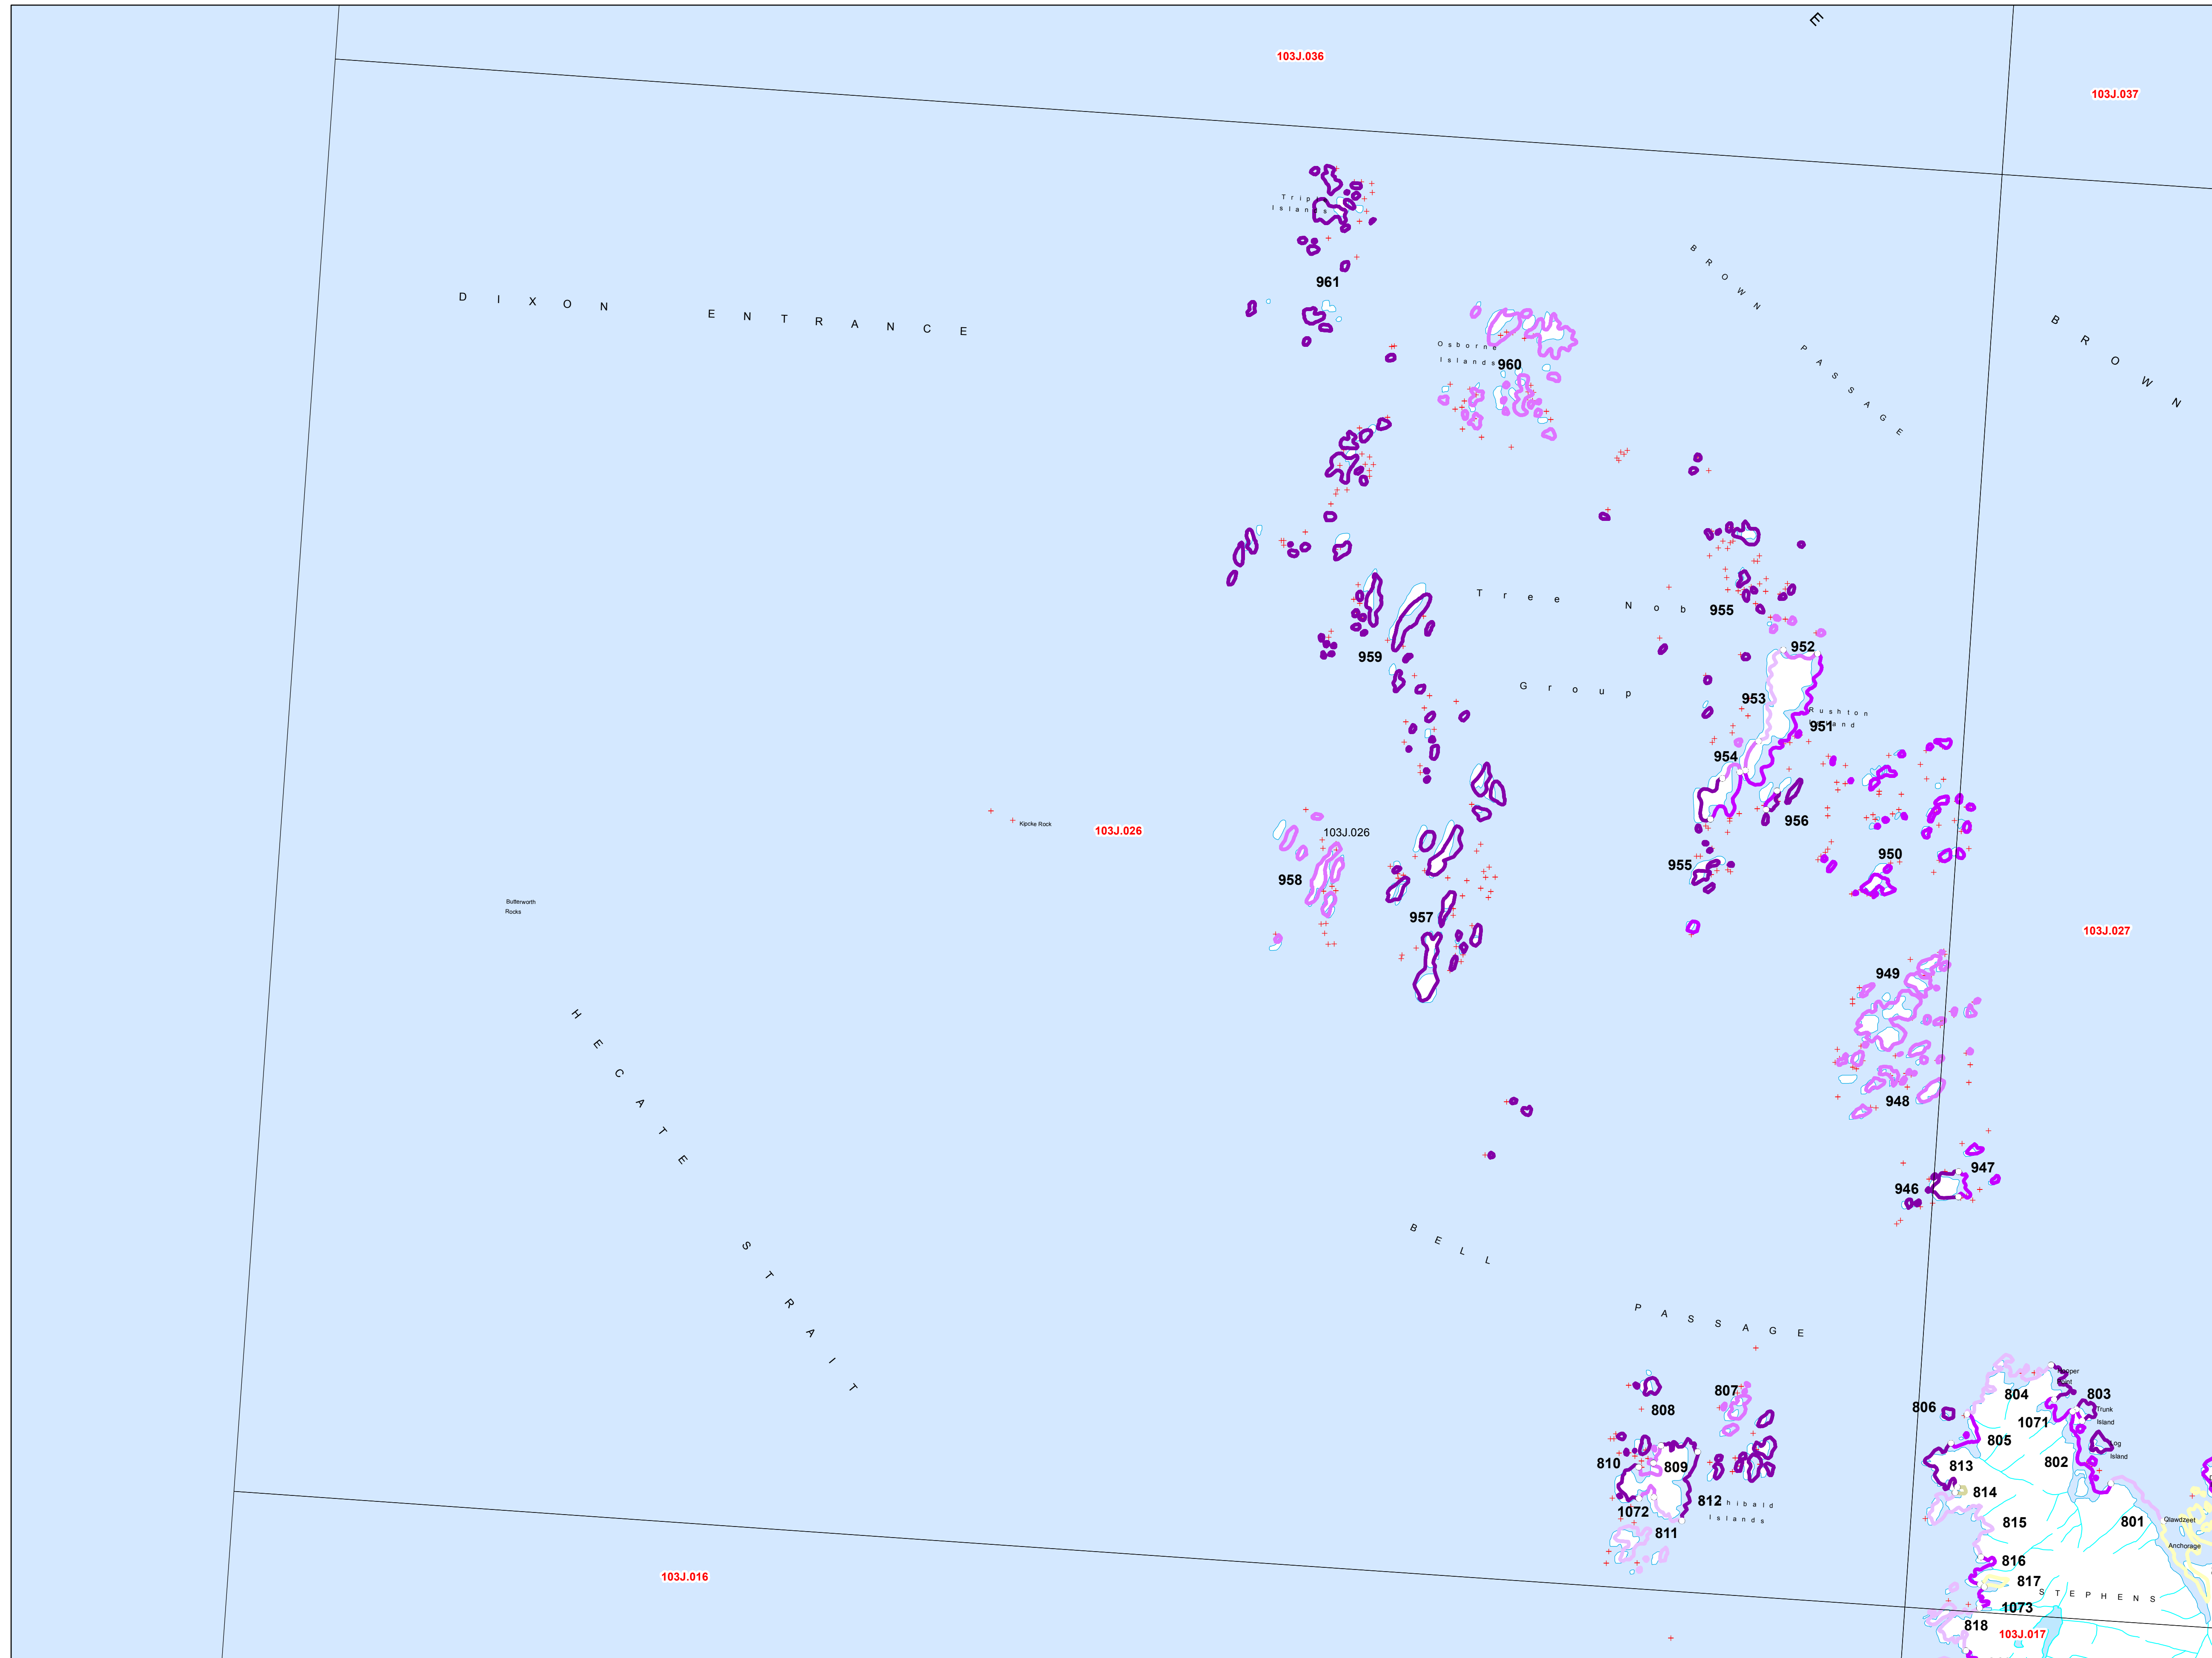 E
103J.036
103J.037
Islands
961
DIXON ENTRANCE
BROWN PASSAGE
BROWN
Osborne
Islands
960
Tree Nob
955
952
959
Group
953
Rushton
951
954
Kipcke Rock
103J.026
103J.026
956
950
955
958
Butterworth
Rocks
957
103J.027
949
HECATE STRAIT
948
947
946
BELL
PASSAGE
807
808
804
803
806
Trunk
Island
1071
805
809
810
802
Island
813
814
812
1072
Islands
811
815
801
Qlawdzeet
Anchorage
816
817
STEPHENS
1073
818
103J.017
103J.016